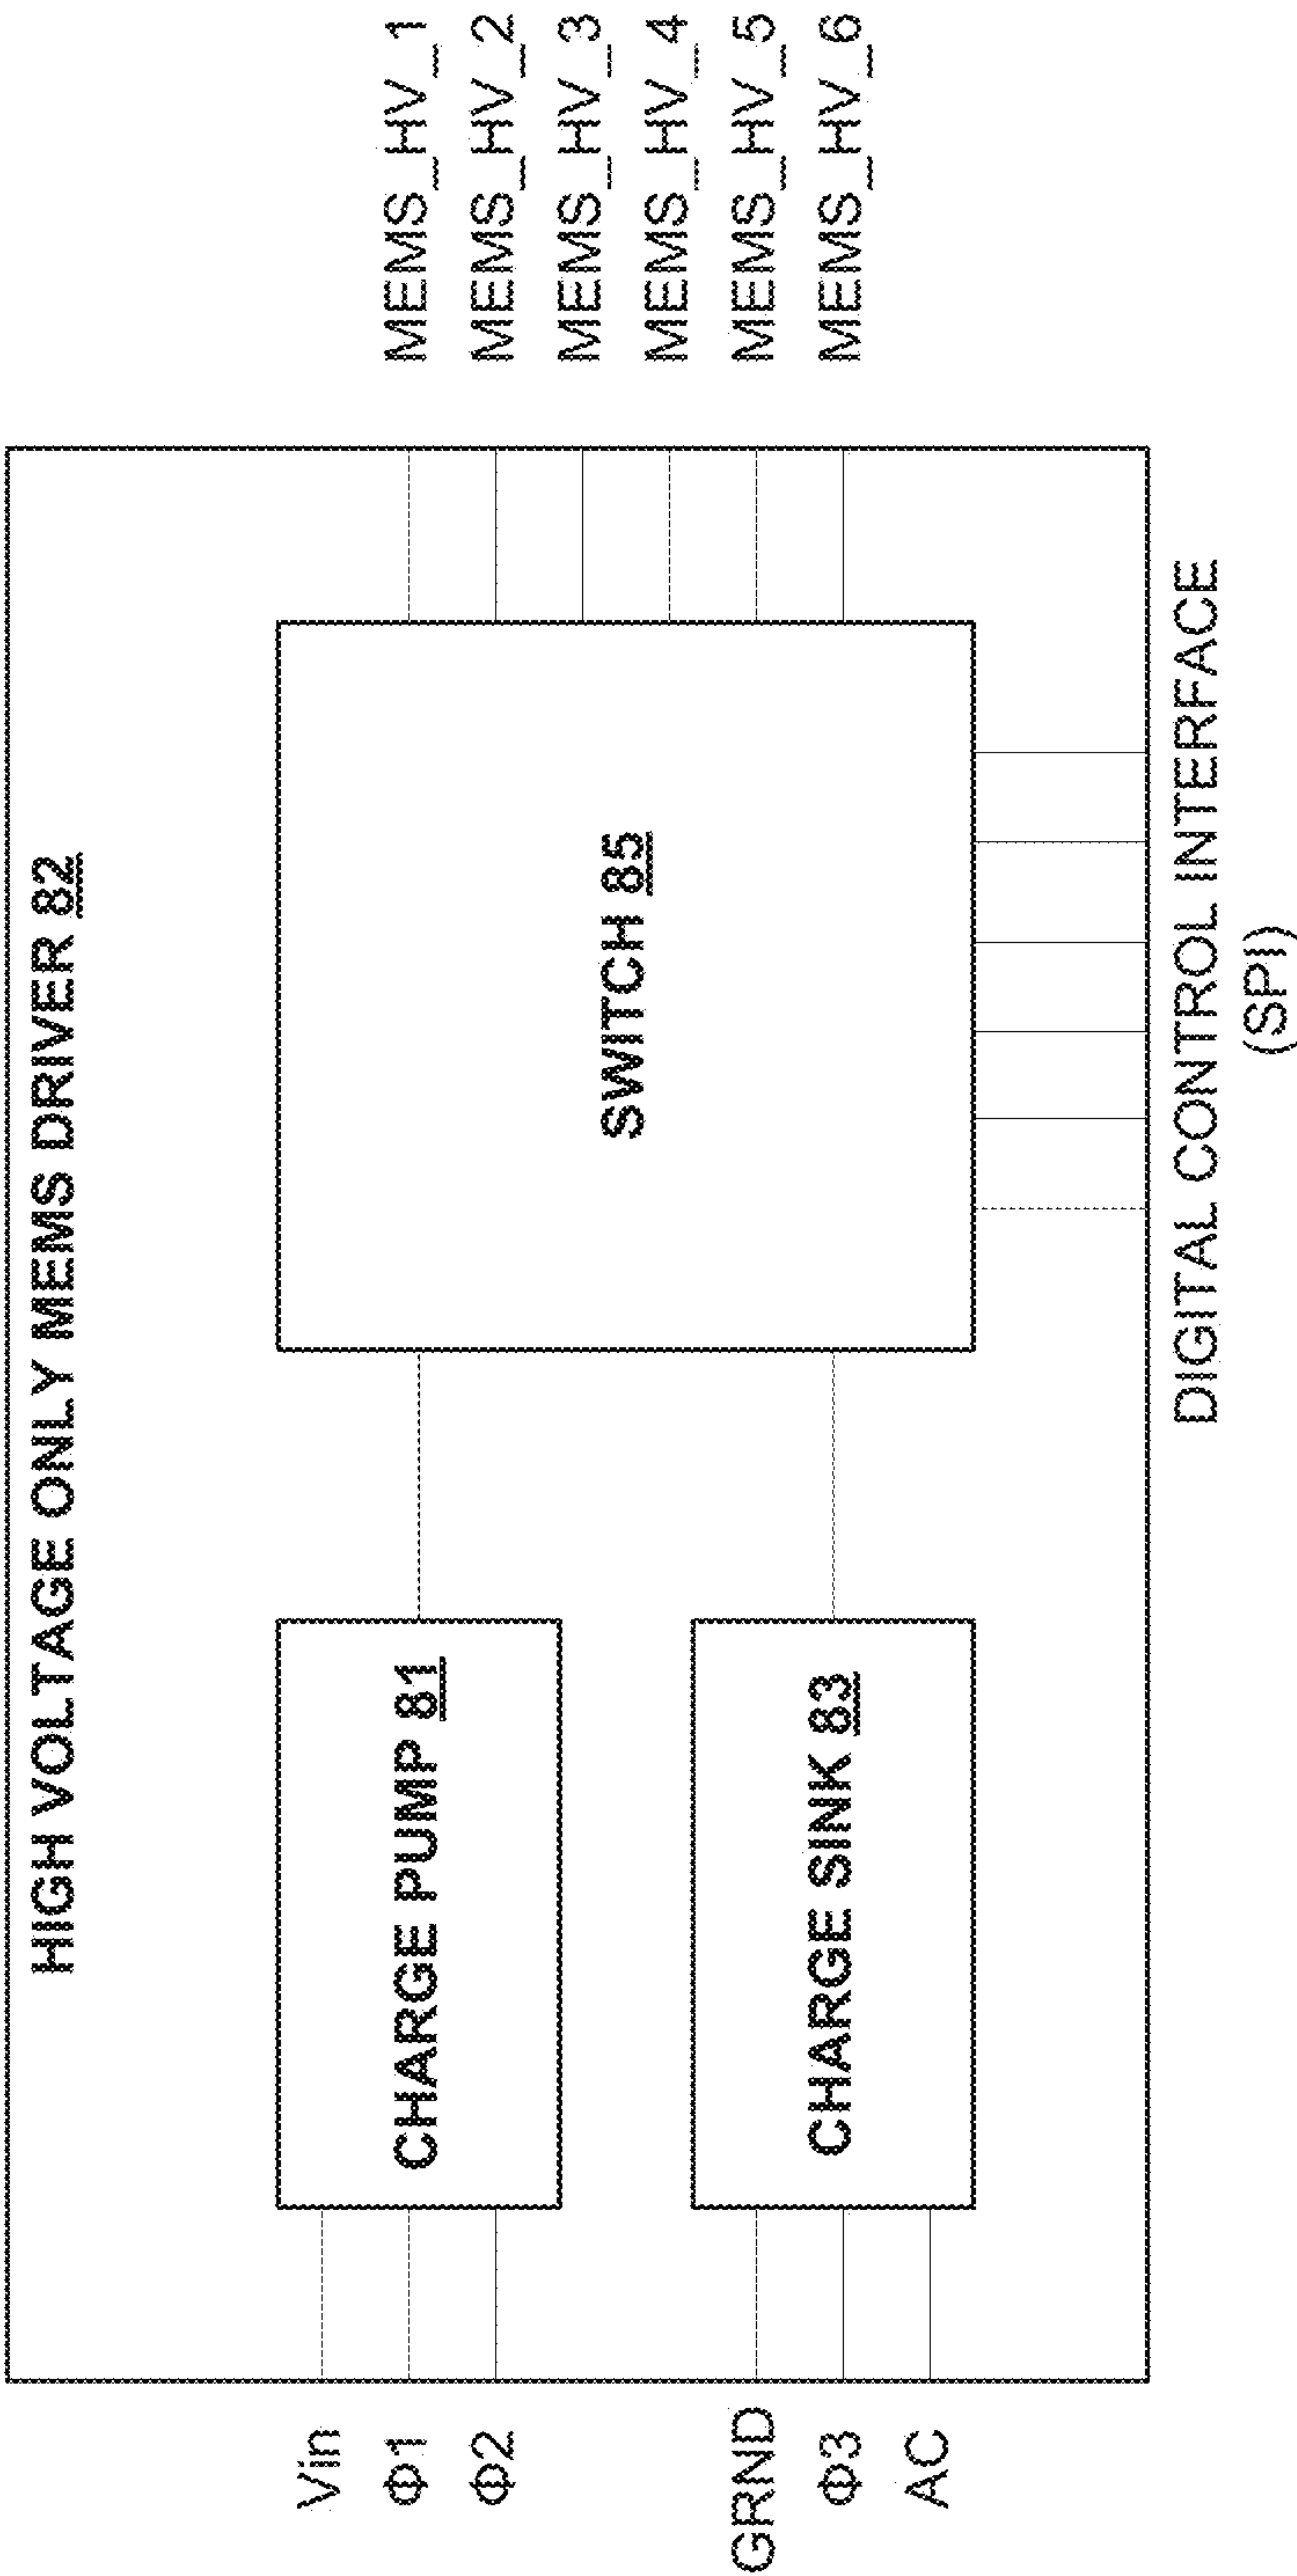 HIGH VOLTAGE ONLY MEMS DRIVER 82
Vin
Φ1
Φ2
CHARGE PUMP 81
GRND
Φ3
AC
CHARGE SINK 83
SWITCH 85
MEMS_HV_1
MEMS_HV_2
MEMS_HV_3
MEMS_HV_4
MEMS_HV_5
MEMS_HV_6
DIGITAL CONTROL INTERFACE
(SPI)